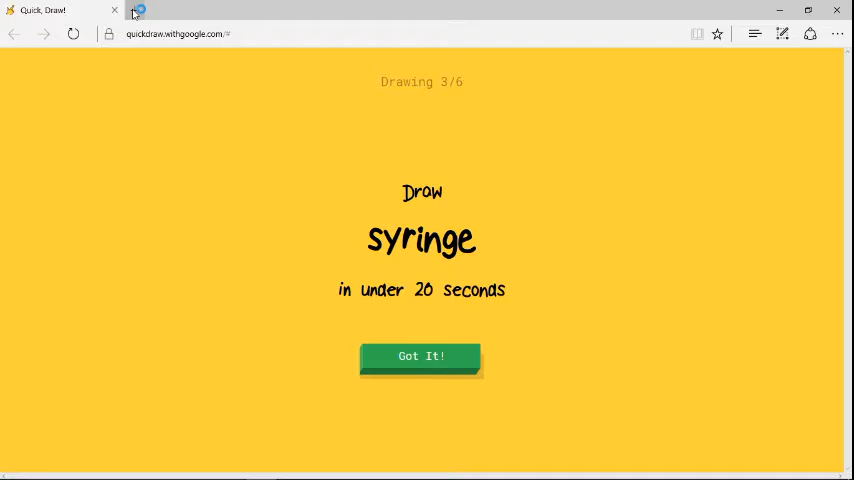 Quick, Draw!
quickdraw.withgoogle.com/#
Drawing 3/6
Draw
syringe
in under 20 seconds
Got It!